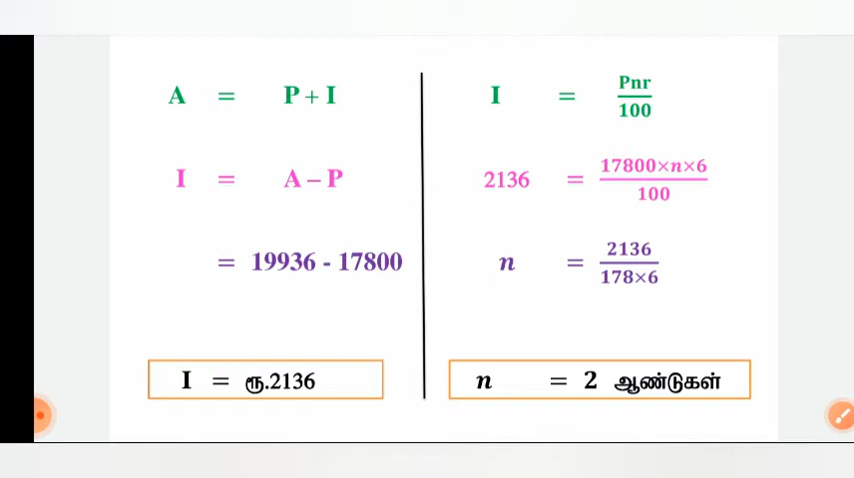 A = P + I
I = A – P
= 19936 - 17800
I = ரூ.2136
I = Pnr/100
2136 = 17800×n×6/100
n = 2136/178×6
n = 2 ஆண்டுகள்